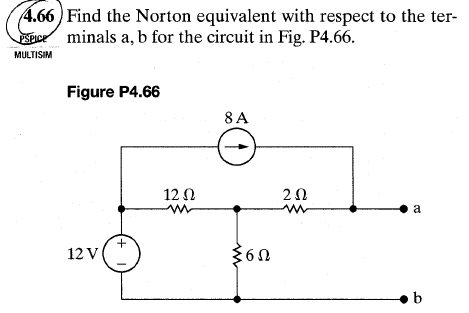 4.66 Find the Norton equivalent with respect to the ter-
PSPICE minals a, b for the circuit in Fig. P4.66.
MULTISIM
Figure P4.66
8 A
12 Ω 2 Ω
a
12 V + − 6 Ω
b